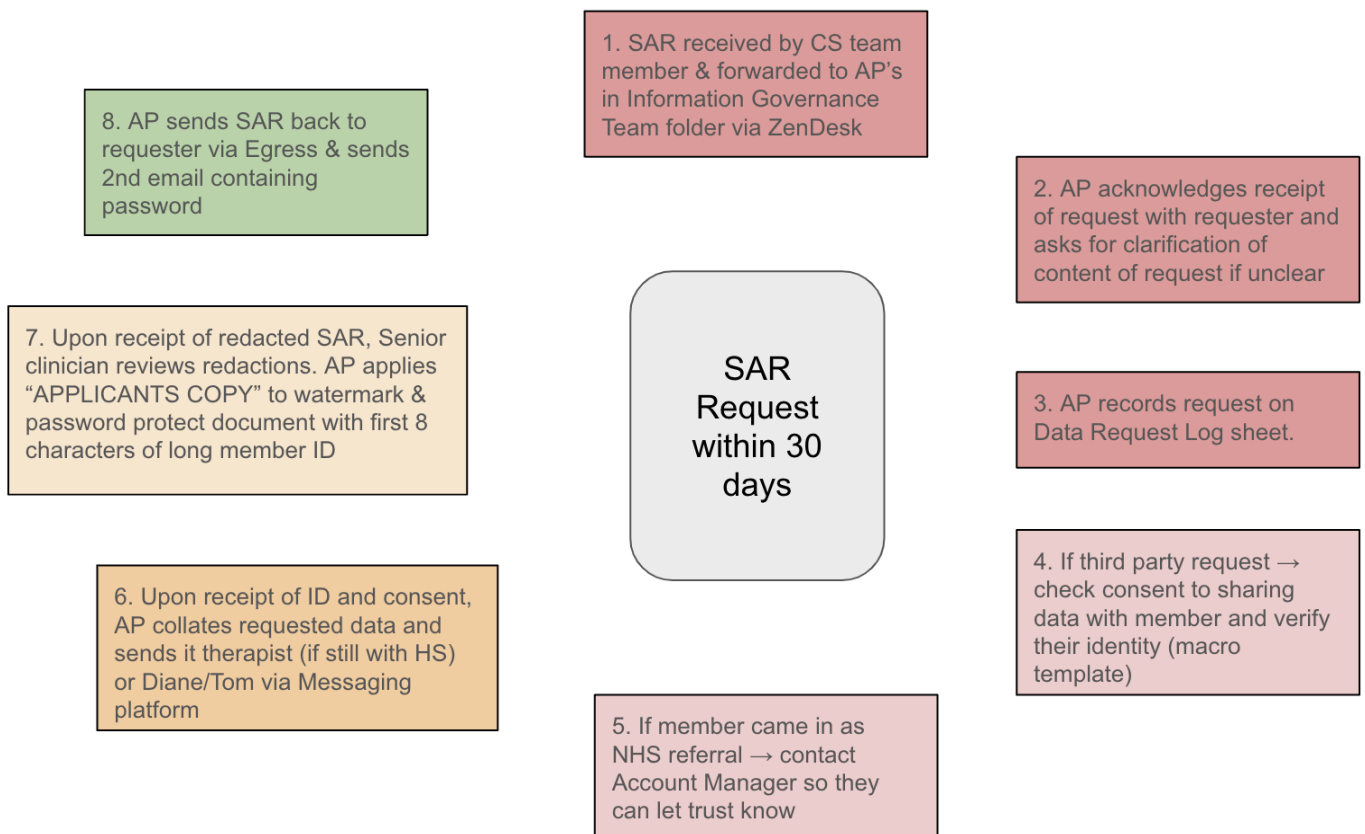 1. SAR received by CS team
member & forwarded to AP’s
in Information Governance
Team folder via ZenDesk
2. AP acknowledges receipt
of request with requester and
asks for clarification of
content of request if unclear
3. AP records request on
Data Request Log sheet.
4. If third party request →
check consent to sharing
data with member and verify
their identity (macro
template)
5. If member came in as
NHS referral → contact
Account Manager so they
can let trust know
6. Upon receipt of ID and consent,
AP collates requested data and
sends it therapist (if still with HS)
or Diane/Tom via Messaging
platform
7. Upon receipt of redacted SAR, Senior
clinician reviews redactions. AP applies
“APPLICANTS COPY” to watermark &
password protect document with first 8
characters of long member ID
8. AP sends SAR back to
requester via Egress & sends
2nd email containing
password
SAR
Request
within 30
days